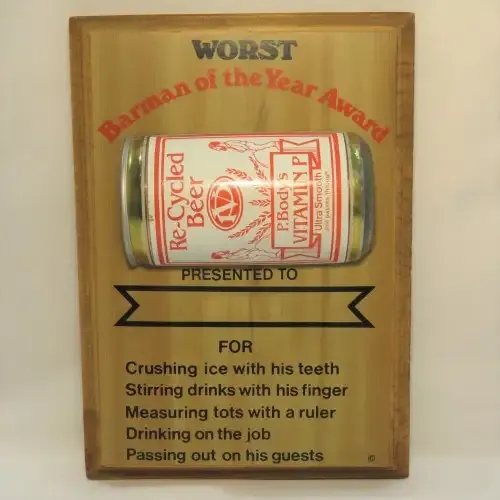 WORST
Barman of the Year Award
Re-Cycled
Beer
P.Body's
VITAMIN P
Ultra Smooth
PRESENTED TO
FOR
Crushing ice with his teeth
Stirring drinks with his finger
Measuring tots with a ruler
Drinking on the job
Passing out on his guests
©